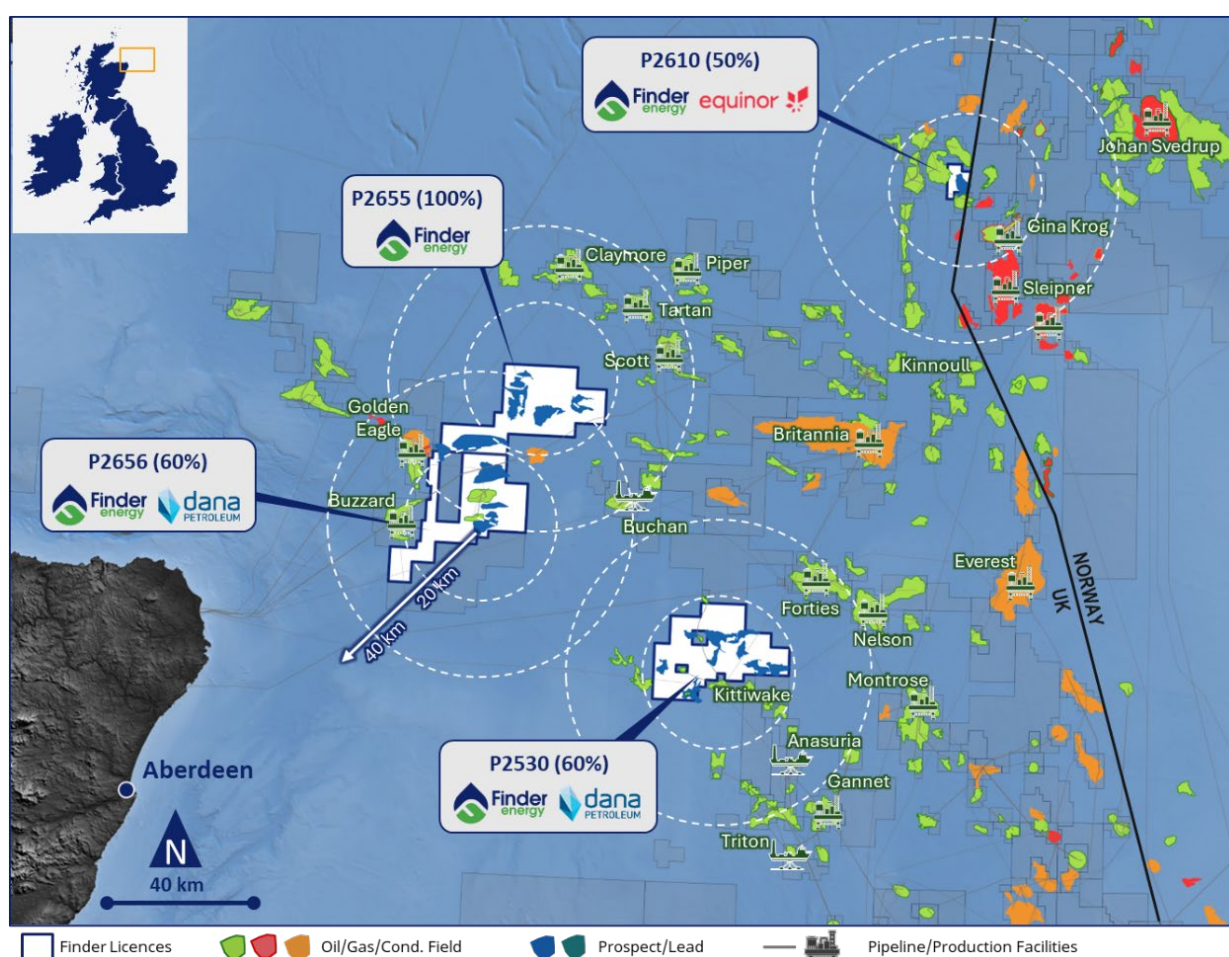 P2610 (50%)
Finder
energy
equinor
Johan Svedrup
P2655 (100%)
Finder
energy
Claymore
Piper
Gina Krog
Sleipner
Tartan
Scott
Kinnoull
Golden
Eagle
Britannia
P2656 (60%)
Finder
energy
dana
PETROLEUM
Buzzard
Buchan
Everest
NORWAY
UK
20 km
40 km
Forties
Nelson
Kittiwake
Montrose
P2530 (60%)
Finder
energy
dana
PETROLEUM
Anasuria
Gannet
Triton
Aberdeen
N
40 km
Finder Licences
Oil/Gas/Cond. Field
Prospect/Lead
Pipeline/Production Facilities